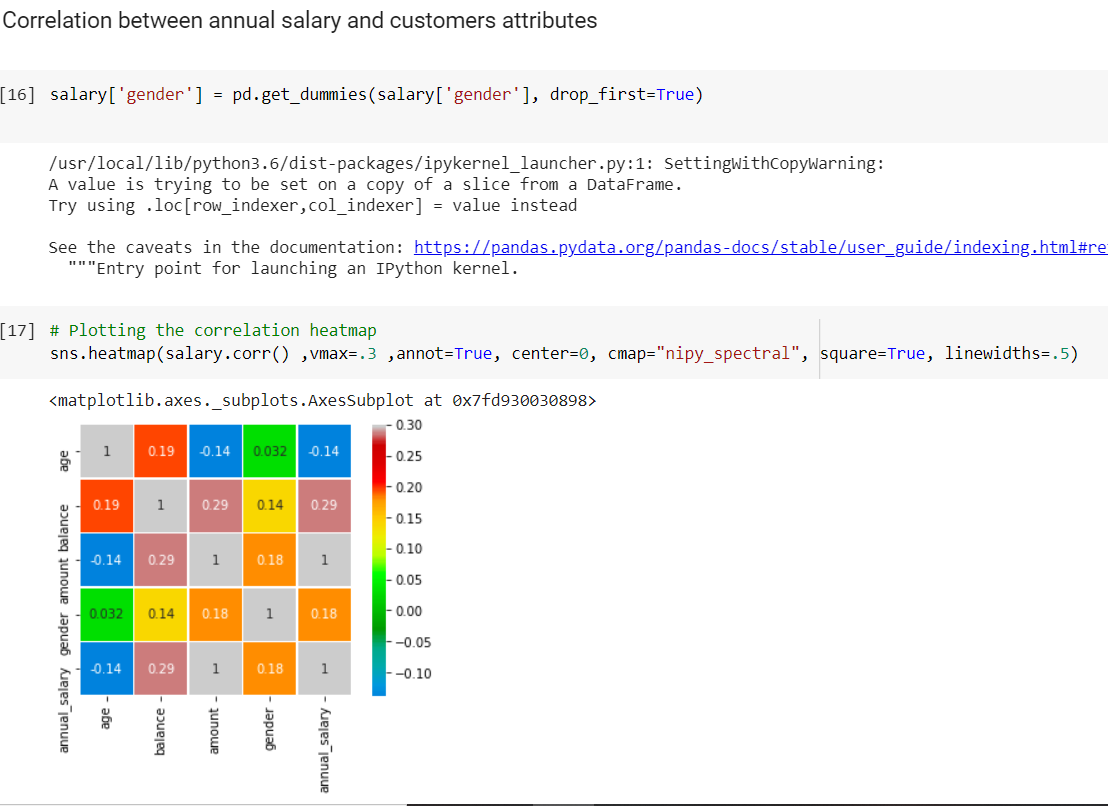 Correlation between annual salary and customers attributes
[16] salary['gender'] = pd.get_dummies(salary['gender'], drop_first=True)
/usr/local/lib/python3.6/dist-packages/ipykernel_launcher.py:1: SettingWithCopyWarning:
A value is trying to be set on a copy of a slice from a DataFrame.
Try using .loc[row_indexer,col_indexer] = value instead
See the caveats in the documentation: https://pandas.pydata.org/pandas-docs/stable/user_guide/indexing.html#re
"""Entry point for launching an IPython kernel.
[17] # Plotting the correlation heatmap
sns.heatmap(salary.corr() ,vmax=.3 ,annot=True, center=0, cmap="nipy_spectral", square=True, linewidths=.5)
<matplotlib.axes._subplots.AxesSubplot at 0x7fd930030898>
age 1 0.19 -0.14 0.032 -0.14
balance 0.19 1 0.29 0.14 0.29
amount -0.14 0.29 1 0.18 1
gender 0.032 0.14 0.18 1 0.18
annual_salary -0.14 0.29 1 0.18 1
age balance amount gender annual_salary
0.30
0.25
0.20
0.15
0.10
0.05
0.00
−0.05
−0.10